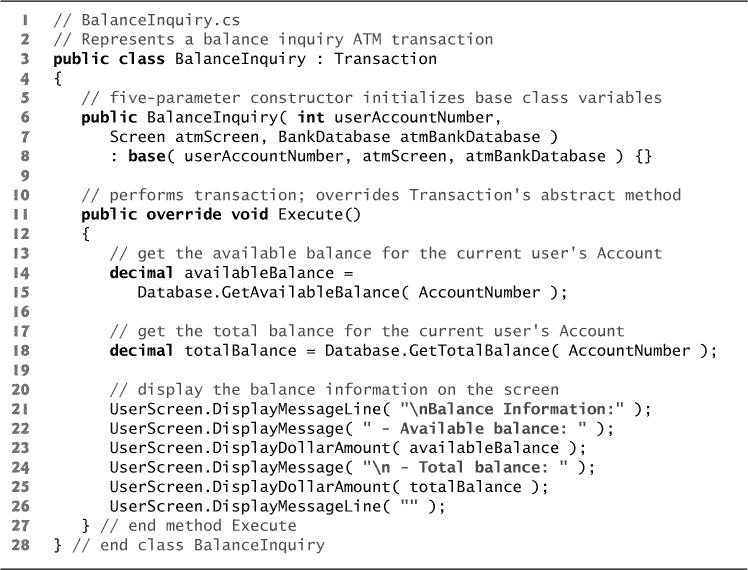 1 // BalanceInquiry.cs
2 // Represents a balance inquiry ATM transaction
3 public class BalanceInquiry : Transaction
4 {
5    // five-parameter constructor initializes base class variables
6    public BalanceInquiry( int userAccountNumber,
7       Screen atmScreen, BankDatabase atmBankDatabase )
8       : base( userAccountNumber, atmScreen, atmBankDatabase ) {}
9
10    // performs transaction; overrides Transaction's abstract method
11    public override void Execute()
12    {
13       // get the available balance for the current user's Account
14       decimal availableBalance =
15          Database.GetAvailableBalance( AccountNumber );
16
17       // get the total balance for the current user's Account
18       decimal totalBalance = Database.GetTotalBalance( AccountNumber );
19
20       // display the balance information on the screen
21       UserScreen.DisplayMessageLine( "\nBalance Information:" );
22       UserScreen.DisplayMessage( " - Available balance: " );
23       UserScreen.DisplayDollarAmount( availableBalance );
24       UserScreen.DisplayMessage( "\n - Total balance: " );
25       UserScreen.DisplayDollarAmount( totalBalance );
26       UserScreen.DisplayMessageLine( "" );
27    } // end method Execute
28 } // end class BalanceInquiry